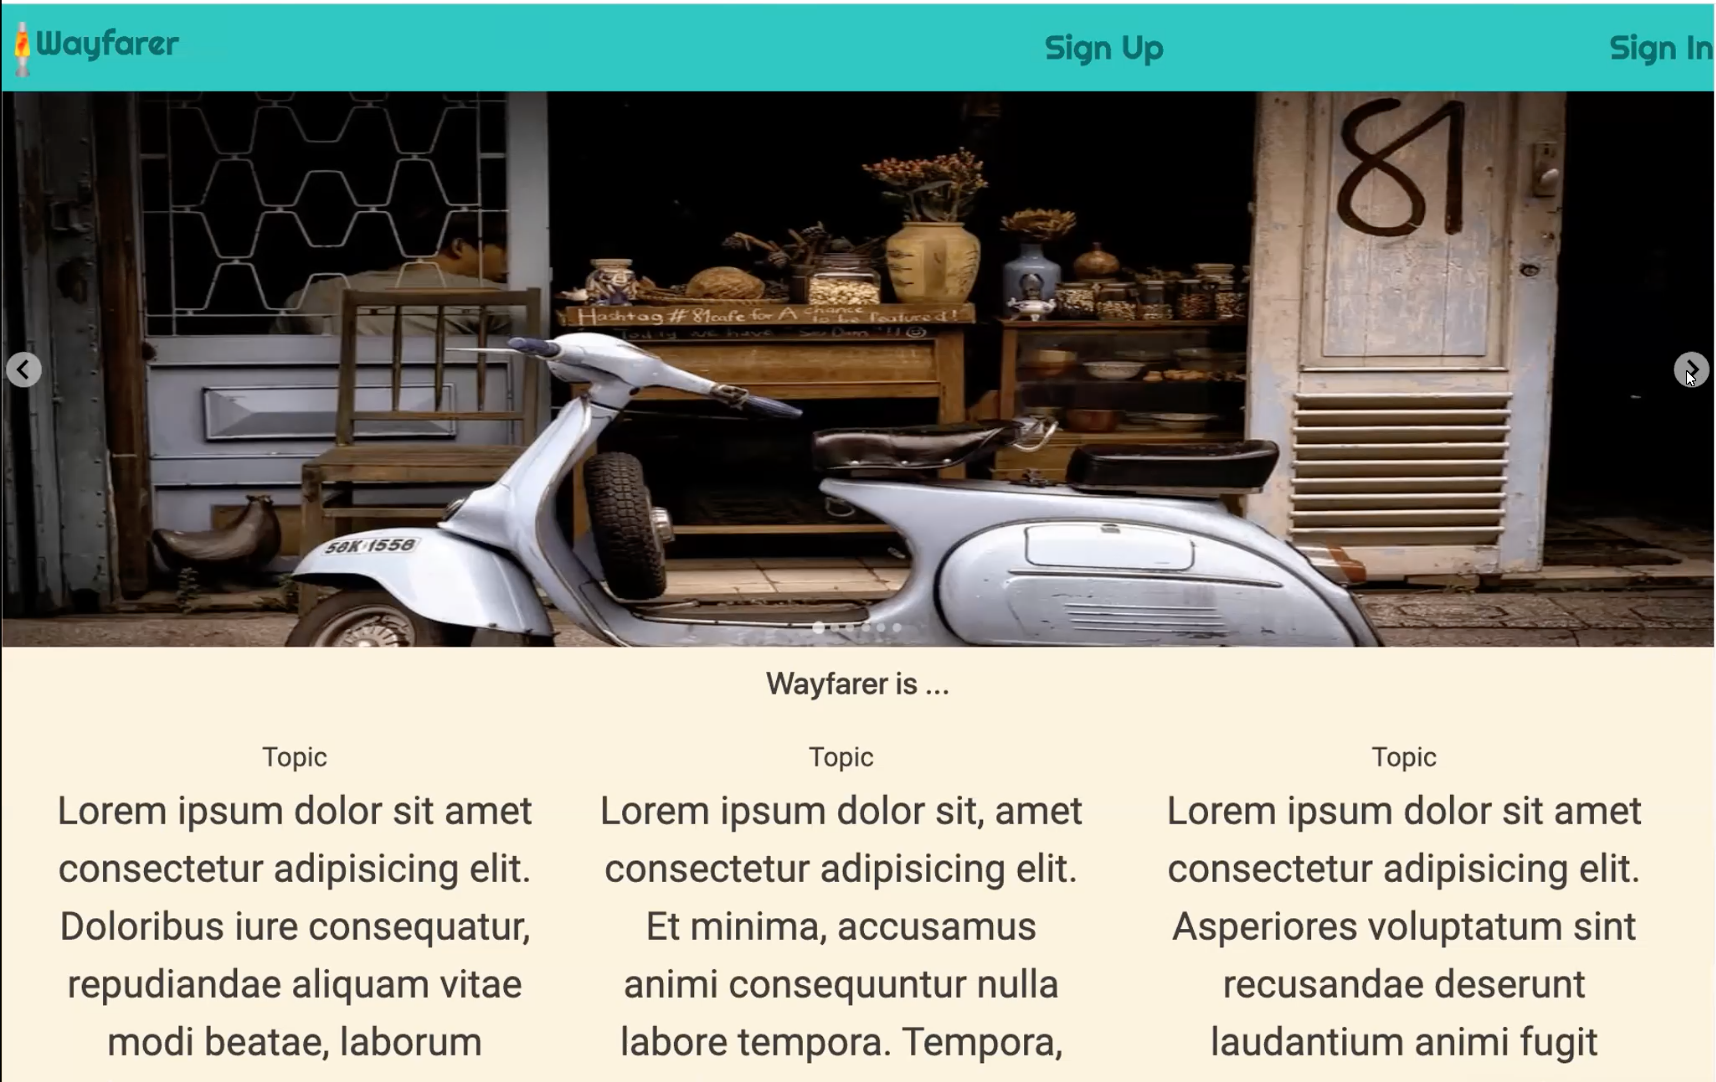 Wayfarer
Sign Up
Sign In
81
Hashtag # 81cafe for A chance to be featured!
Today we have
Wayfarer is ...
Topic
Lorem ipsum dolor sit amet
consectetur adipisicing elit.
Doloribus iure consequatur,
repudiandae aliquam vitae
modi beatae, laborum
Topic
Lorem ipsum dolor sit, amet
consectetur adipisicing elit.
Et minima, accusamus
animi consequuntur nulla
labore tempora. Tempora,
Topic
Lorem ipsum dolor sit amet
consectetur adipisicing elit.
Asperiores voluptatum sint
recusandae deserunt
laudantium animi fugit